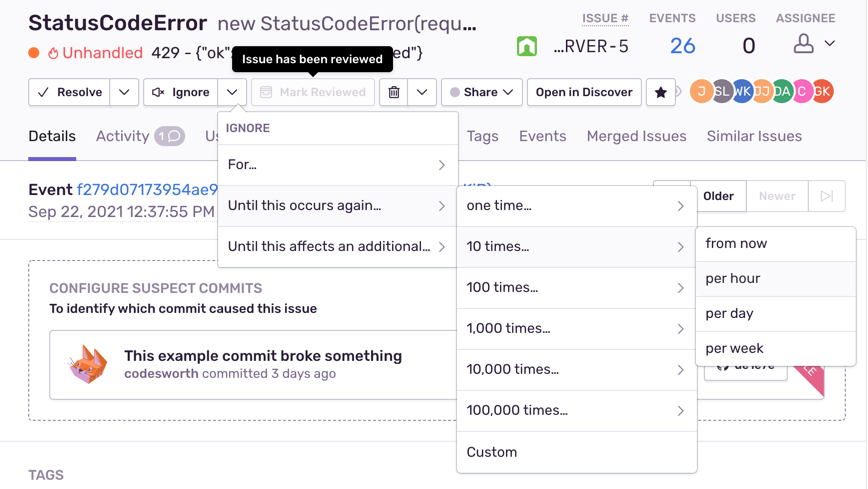 StatusCodeError new StatusCodeError(requ...
ISSUE # EVENTS USERS ASSIGNEE
Unhandled 429 - {"ok" ed"}
Issue has been reviewed
...RVER-5 26 0
Resolve Ignore Mark Reviewed Share Open in Discover
J SL WK JJ DA C GK
Details Activity 1 Us Tags Events Merged Issues Similar Issues
IGNORE
For...
Until this occurs again...
Until this affects an additional...
Event f279d07173954ae9
Sep 22, 2021 12:37:55 PM
Older Newer
one time...
10 times...
100 times...
1,000 times...
10,000 times...
100,000 times...
Custom
from now
per hour
per day
per week
CONFIGURE SUSPECT COMMITS
To identify which commit caused this issue
This example commit broke something
codesworth committed 3 days ago
TAGS